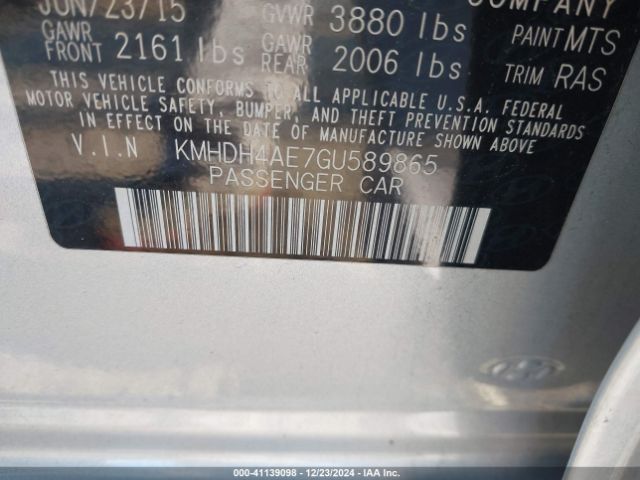 JUN/23/15 GVWR 3880 lbs COMPANY
GAWR FRONT 2161 lbs GAWR REAR 2006 lbs PAINT MTS
TRIM RAS
THIS VEHICLE CONFORMS TO ALL APPLICABLE U.S.A. FEDERAL
MOTOR VEHICLE SAFETY, BUMPER, AND THEFT PREVENTION STANDARDS
IN EFFECT ON THE DATE OF MANUFACTURE SHOWN ABOVE.
V.I.N KMHDH4AE7GU589865
PASSENGER CAR
000-41139098 - 12/23/2024 - IAA Inc.